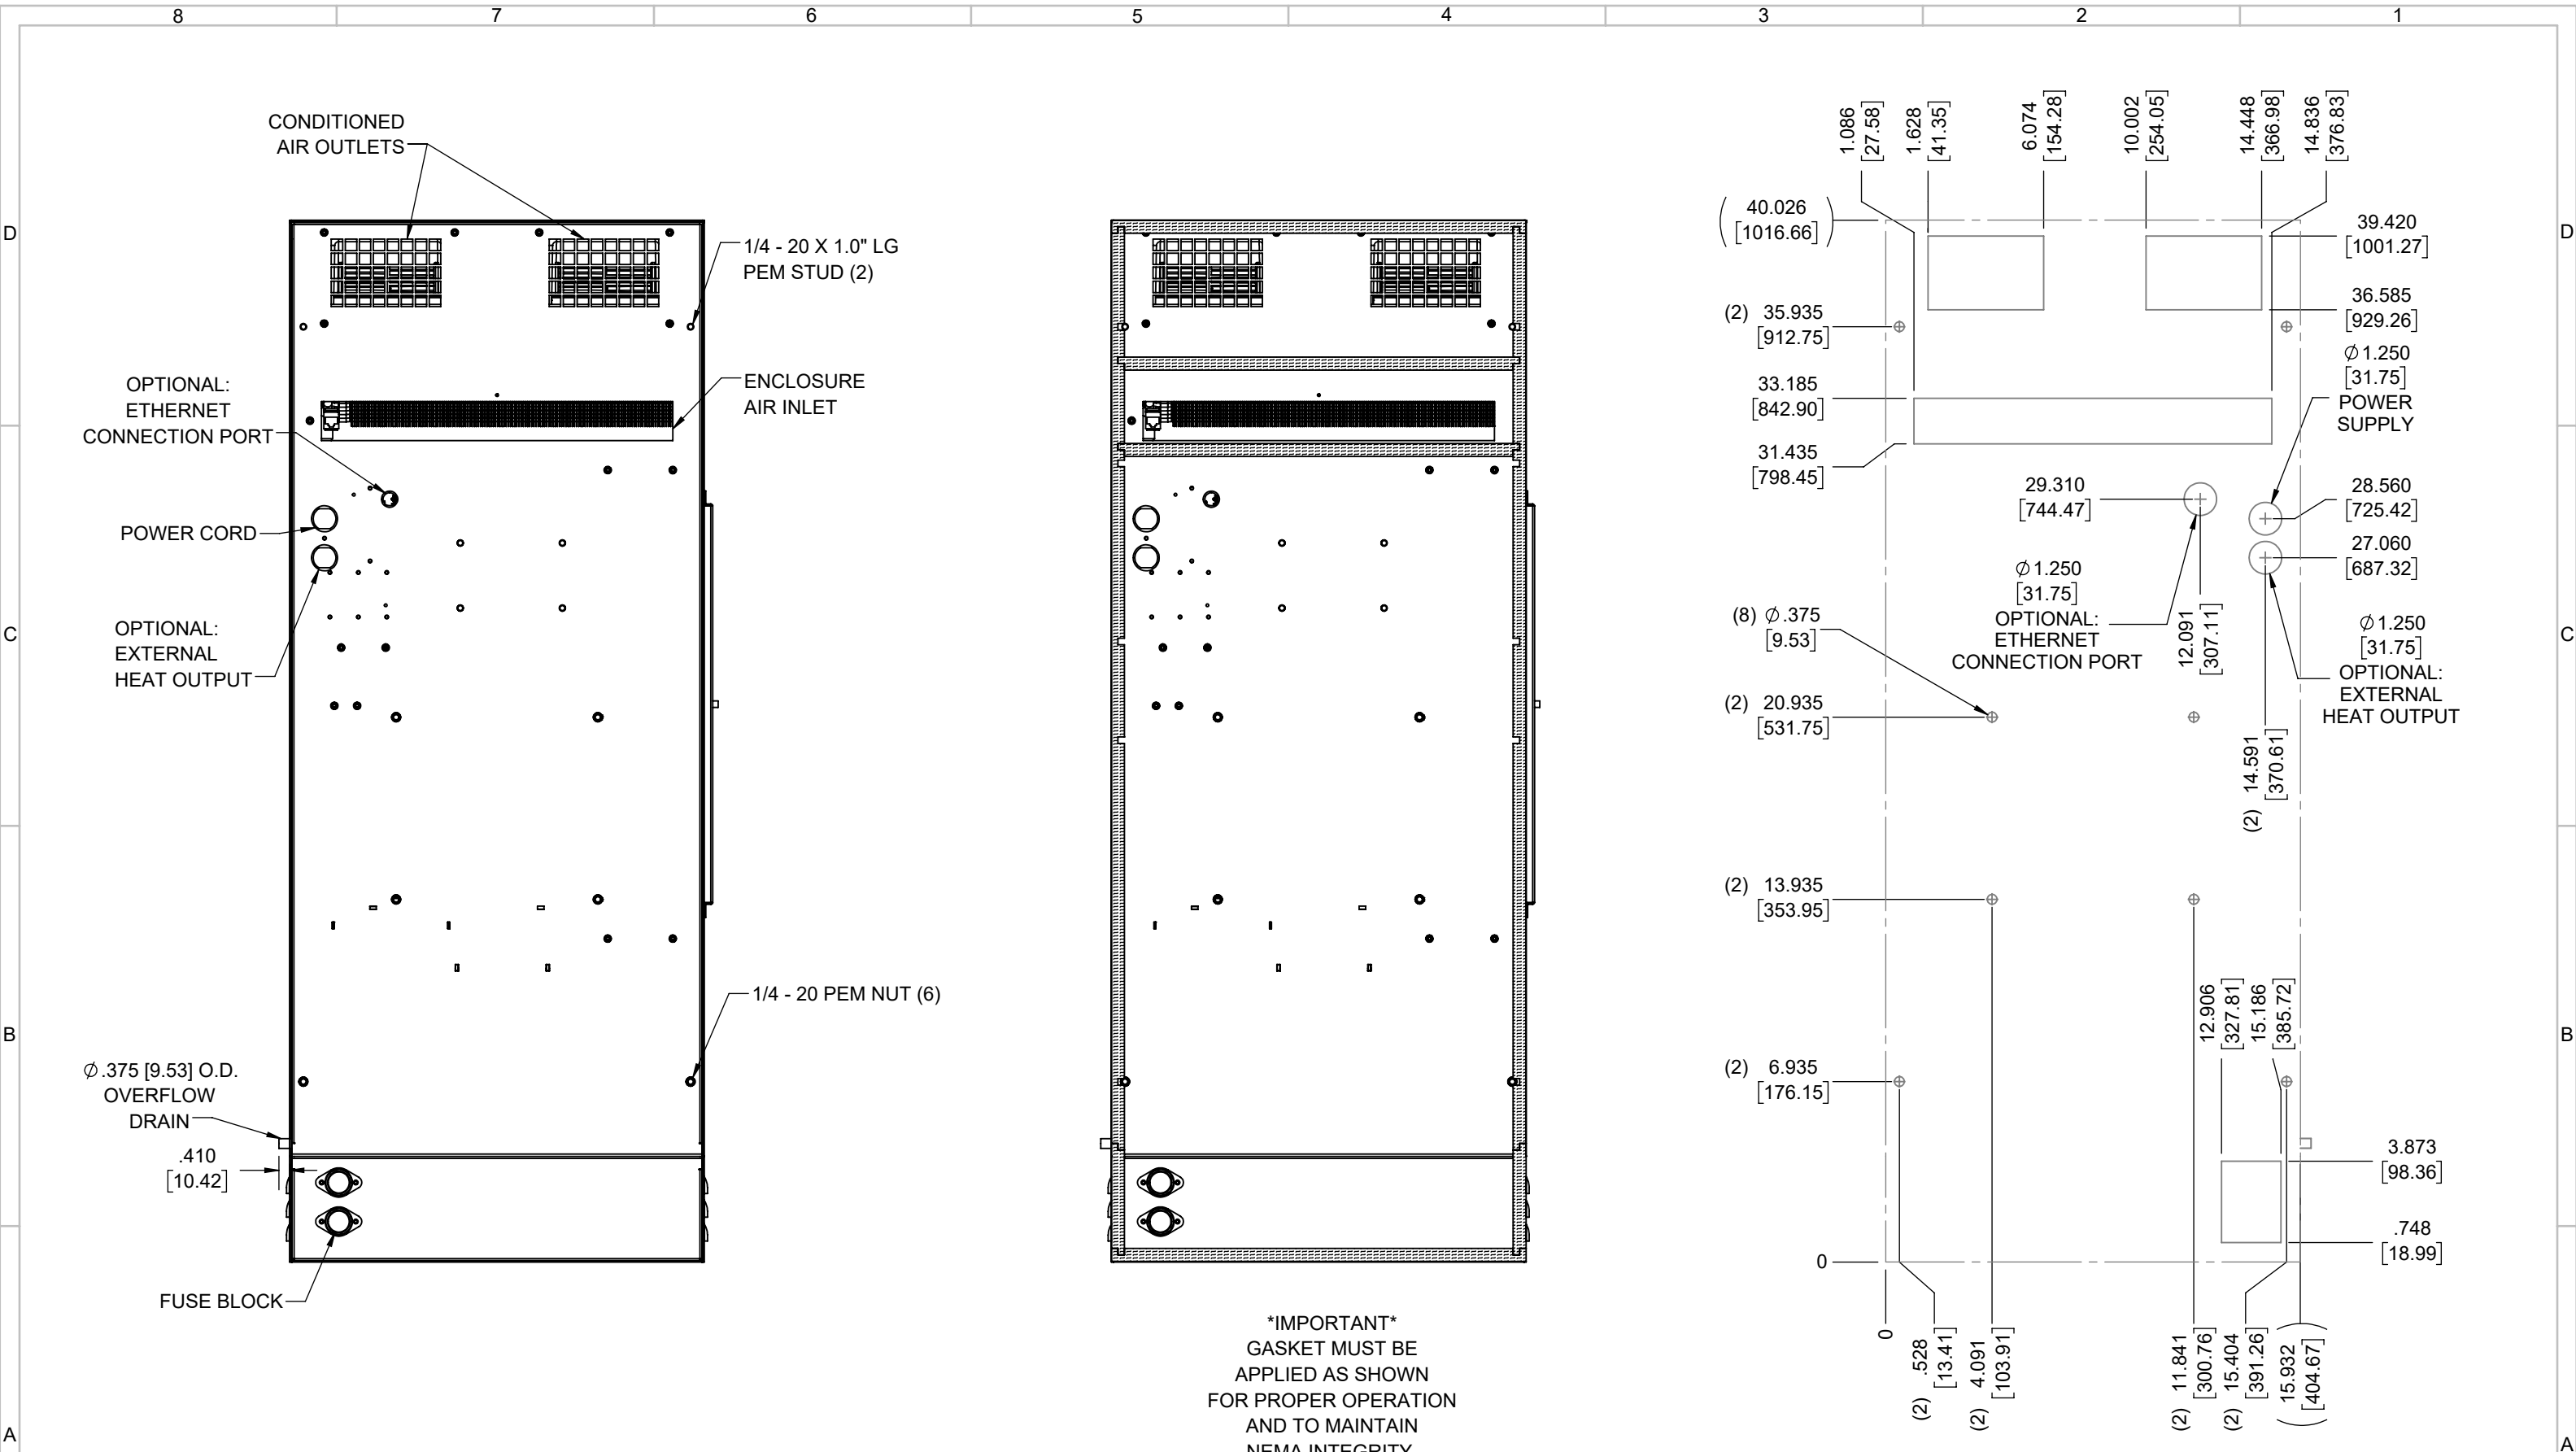 8 7 6 5 4 3 2 1
D
C
B
A
CONDITIONED
AIR OUTLETS
1/4 - 20 X 1.0" LG
PEM STUD (2)
OPTIONAL:
ETHERNET
CONNECTION PORT
ENCLOSURE
AIR INLET
POWER CORD
OPTIONAL:
EXTERNAL
HEAT OUTPUT
1/4 - 20 PEM NUT (6)
Ø.375 [9.53] O.D.
OVERFLOW
DRAIN
.410
[10.42]
FUSE BLOCK
*IMPORTANT*
GASKET MUST BE
APPLIED AS SHOWN
FOR PROPER OPERATION
AND TO MAINTAIN
NEMA INTEGRITY
1.086
[27.58]
1.628
[41.35]
6.074
[154.28]
10.002
[254.05]
14.448
[366.98]
14.836
[376.83]
(40.026
[1016.66])
39.420
[1001.27]
36.585
[929.26]
(2) 35.935
[912.75]
Ø1.250
[31.75]
POWER
SUPPLY
33.185
[842.90]
31.435
[798.45]
29.310
[744.47]
28.560
[725.42]
27.060
[687.32]
Ø1.250
[31.75]
OPTIONAL:
ETHERNET
CONNECTION PORT
12.091
[307.11]
Ø1.250
[31.75]
OPTIONAL:
EXTERNAL
HEAT OUTPUT
(8) Ø.375
[9.53]
(2) 20.935
[531.75]
(2) 14.591
[370.61]
(2) 13.935
[353.95]
12.906
[327.81]
15.186
[385.72]
(2) 6.935
[176.15]
3.873
[98.36]
.748
[18.99]
0
0
(2) .528
[13.41]
(2) 4.091
[103.91]
(2) 11.841
[300.76]
(2) 15.404
[391.26]
(15.932
[404.67])
D
C
B
A